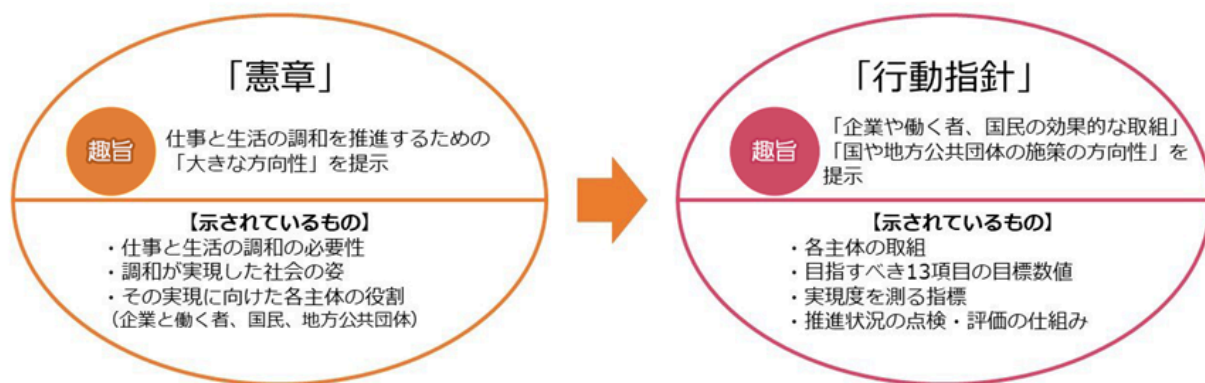 「憲章」
趣旨
仕事と生活の調和を推進するための
「大きな方向性」を提示
【示されているもの】
・仕事と生活の調和の必要性
・調和が実現した社会の姿
・その実現に向けた各主体の役割
（企業と働く者、国民、地方公共団体）
「行動指針」
趣旨
「企業や働く者、国民の効果的な取組」
「国や地方公共団体の施策の方向性」を
提示
【示されているもの】
・各主体の取組
・目指すべき13項目の目標数値
・実現度を測る指標
・推進状況の点検・評価の仕組み